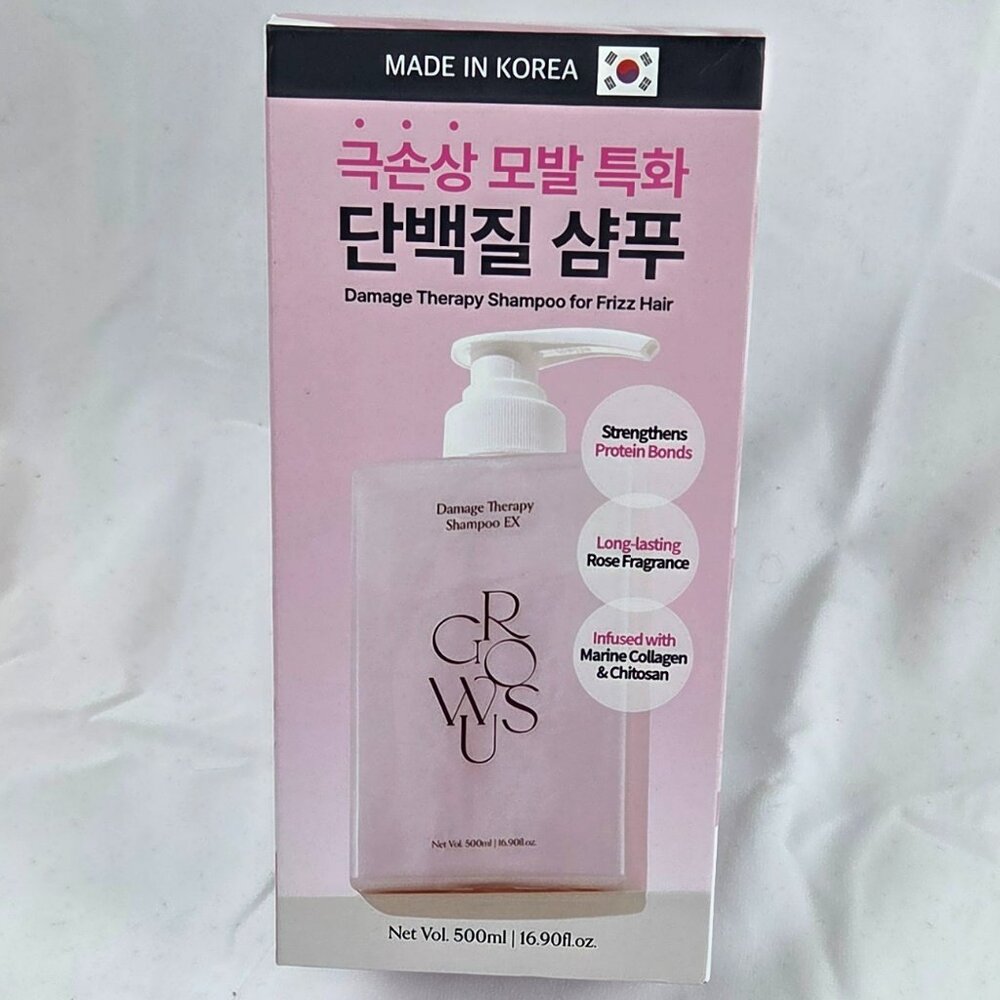 MADE IN KOREA
극손상 모발 특화
단백질 샴푸
Damage Therapy Shampoo for Frizz Hair
Strengthens
Protein Bonds
Damage Therapy
Shampoo EX
Long-lasting
Rose Fragrance
GROWUS
Infused with
Marine Collagen
& Chitosan
Net Vol. 500ml | 16.90fl.oz.
Net Vol. 500ml | 16.90fl.oz.